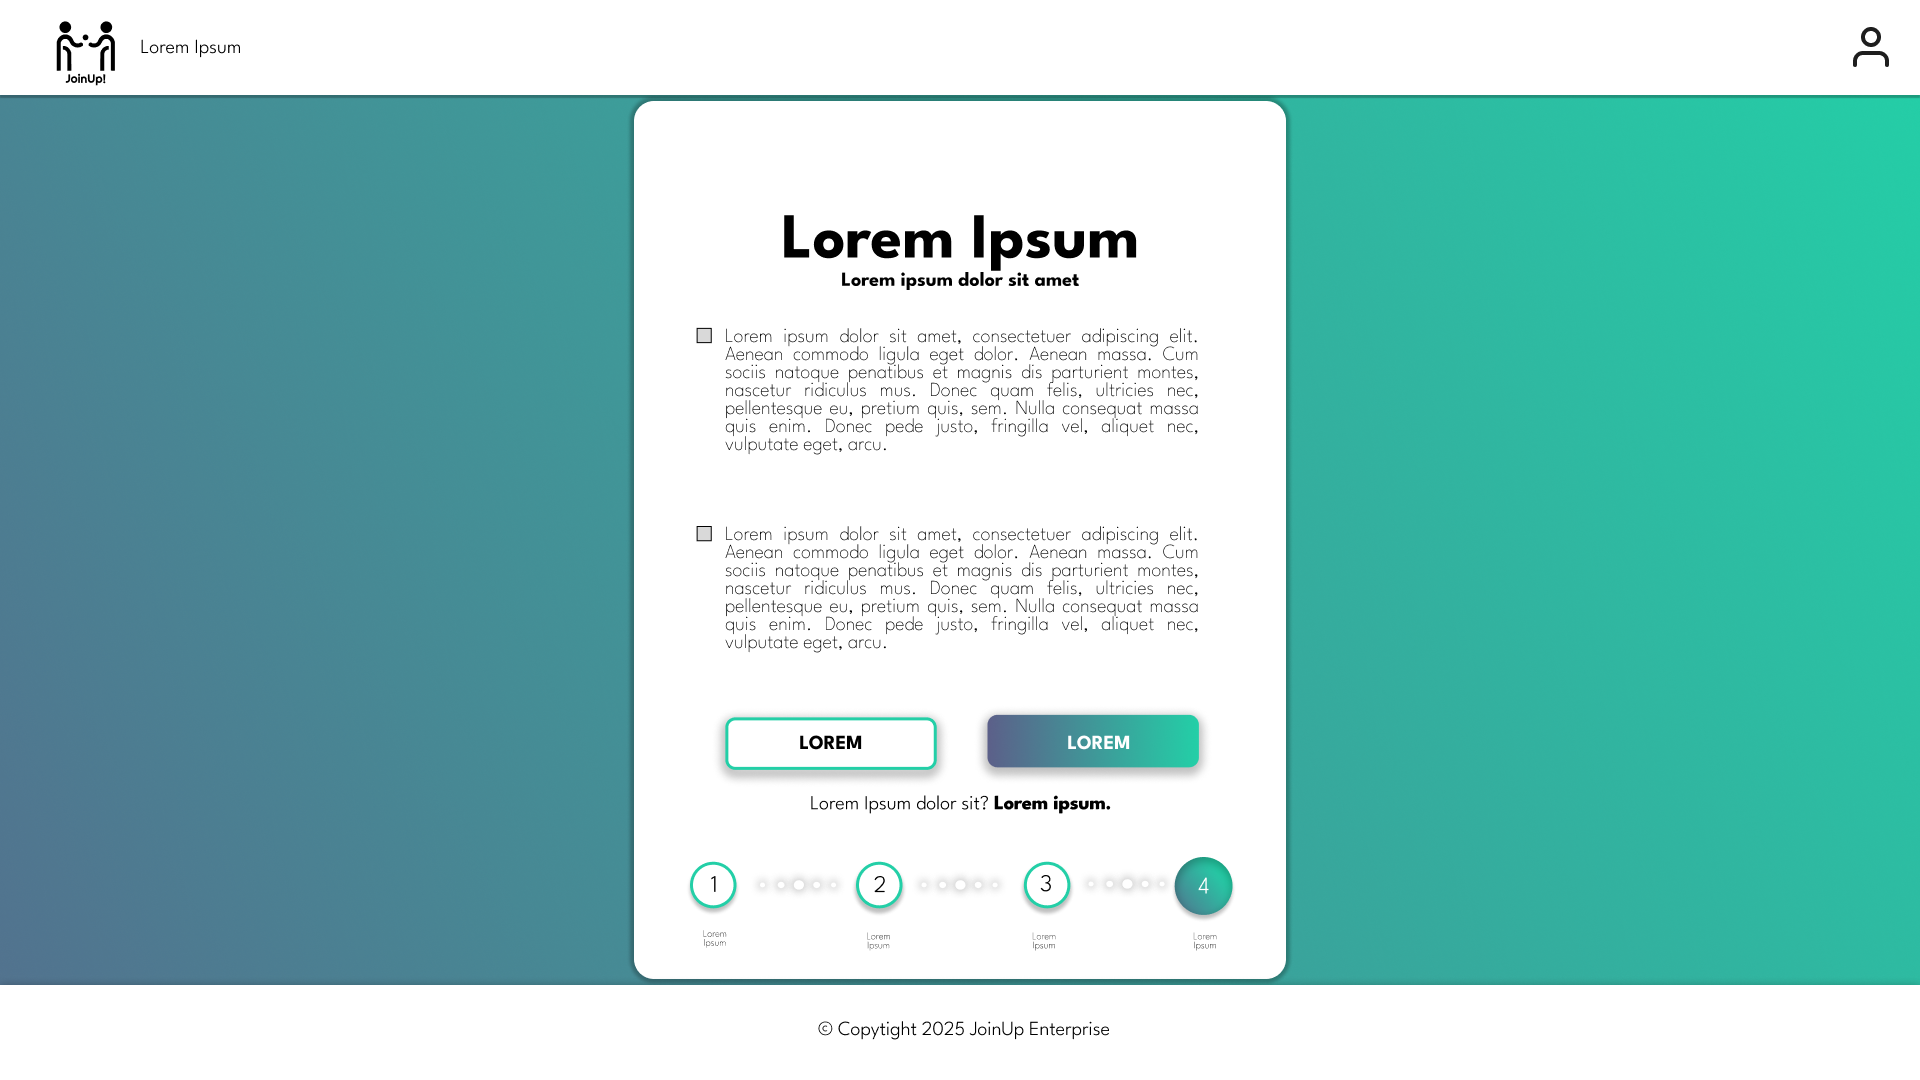 JoinUp!
Lorem Ipsum
Lorem Ipsum
Lorem ipsum dolor sit amet
Lorem ipsum dolor sit amet, consectetuer adipiscing elit.
Aenean commodo ligula eget dolor. Aenean massa. Cum
sociis natoque penatibus et magnis dis parturient montes,
nascetur ridiculus mus. Donec quam felis, ultricies nec,
pellentesque eu, pretium quis, sem. Nulla consequat massa
quis enim. Donec pede justo, fringilla vel, aliquet nec,
vulputate eget, arcu.
Lorem ipsum dolor sit amet, consectetuer adipiscing elit.
Aenean commodo ligula eget dolor. Aenean massa. Cum
sociis natoque penatibus et magnis dis parturient montes,
nascetur ridiculus mus. Donec quam felis, ultricies nec,
pellentesque eu, pretium quis, sem. Nulla consequat massa
quis enim. Donec pede justo, fringilla vel, aliquet nec,
vulputate eget, arcu.
LOREM
LOREM
Lorem Ipsum dolor sit? Lorem ipsum.
1
2
3
4
Lorem
Ipsum
Lorem
Ipsum
Lorem
Ipsum
Lorem
Ipsum
© Copytight 2025 JoinUp Enterprise